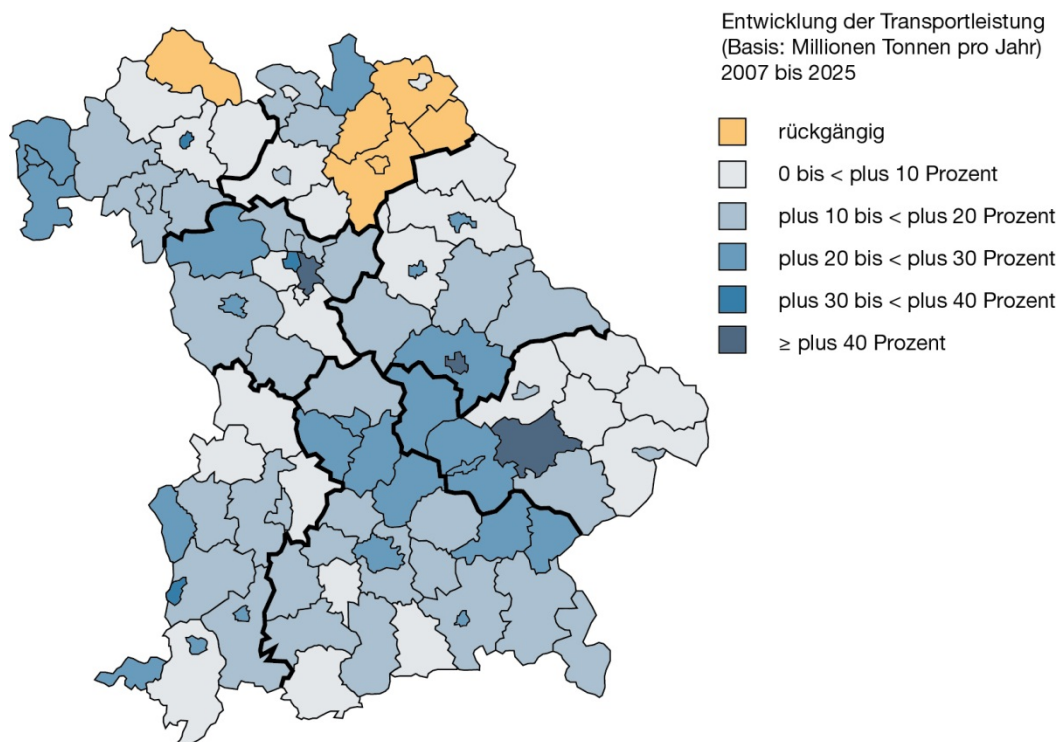 Entwicklung der Transportleistung
(Basis: Millionen Tonnen pro Jahr)
2007 bis 2025
rückgängig
0 bis < plus 10 Prozent
plus 10 bis < plus 20 Prozent
plus 20 bis < plus 30 Prozent
plus 30 bis < plus 40 Prozent
≥ plus 40 Prozent